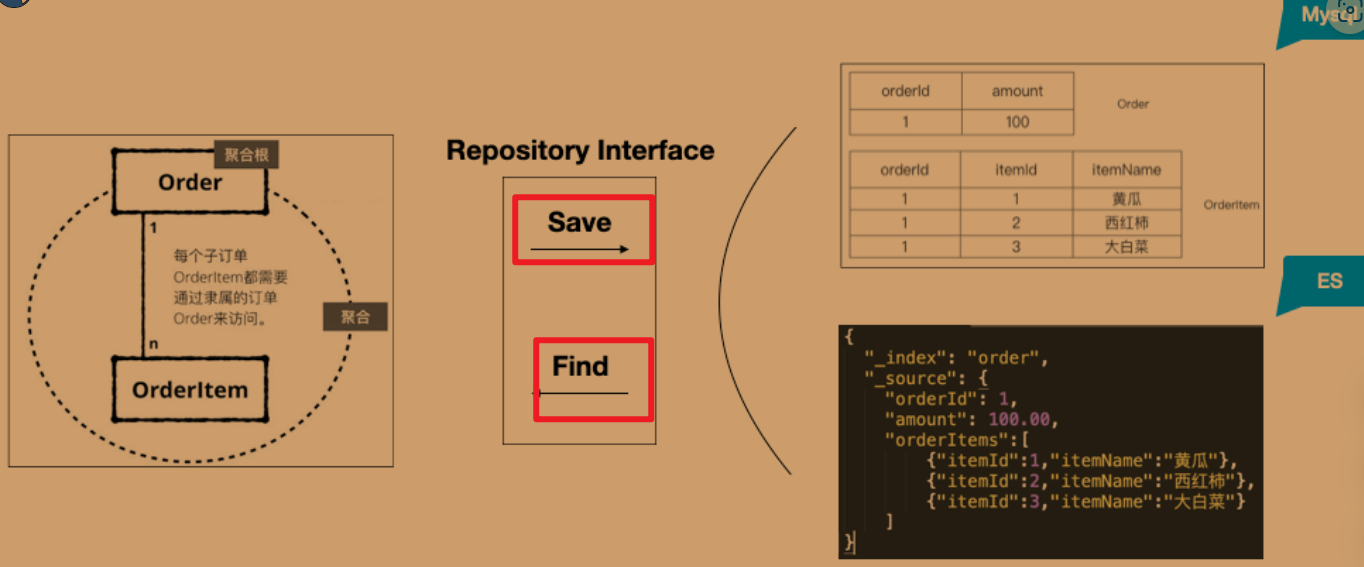 聚合根
Order
1
每个子订单
OrderItem都需要
通过隶属的订单
Order来访问。
聚合
n
OrderItem
Repository Interface
Save
Find
Mysql
orderId amount
1 100
Order
orderId itemId itemName
1 1 黄瓜
1 2 西红柿
1 3 大白菜
OrderItem
ES
{
"_index": "order",
"_source": {
"orderId": 1,
"amount": 100.00,
"orderItems":[
{"itemId":1,"itemName":"黄瓜"},
{"itemId":2,"itemName":"西红柿"},
{"itemId":3,"itemName":"大白菜"}
]
}